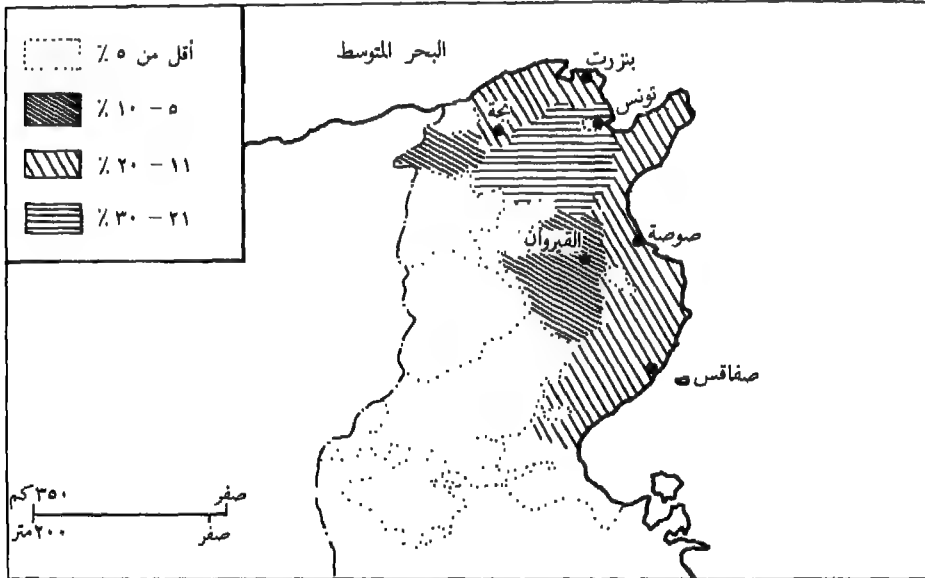 أقل من ٥ ٪
٥ – ١٠ ٪
١١ – ٢٠ ٪
٢١ – ٣٠ ٪
البحر المتوسط
بنزرت
تونس
صوصة
القيروان
صفاقس
صفر ٣٥٠ كم
صفر ٢٠٠ متر